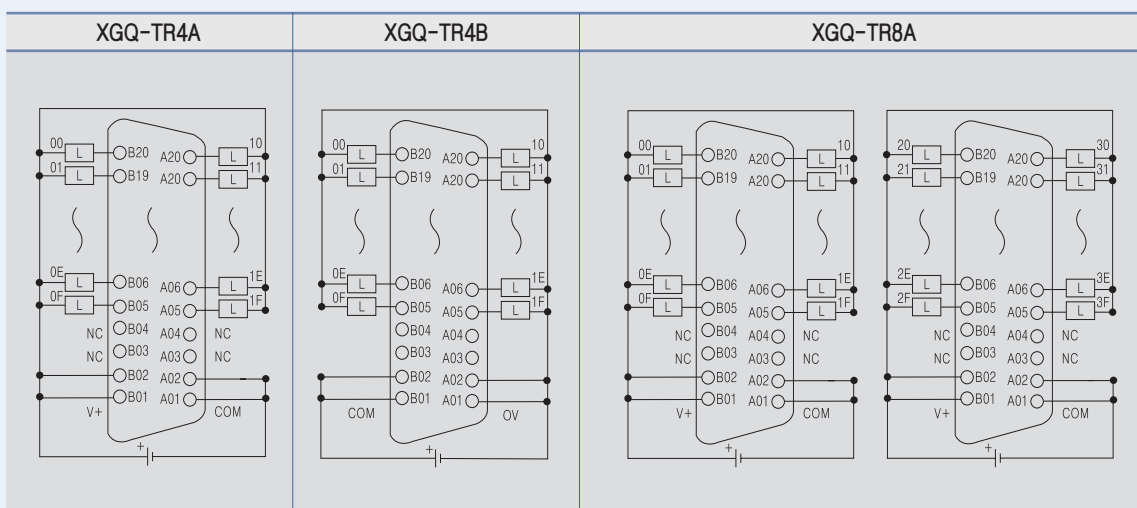 XGQ-TR4A XGQ-TR4B XGQ-TR8A
00 L B20 A20 L 10
01 L B19 A20 L 11
0E L B06 A06 L 1E
0F L B05 A05 L 1F
NC B04 A04 NC
NC B03 A03 NC
B02 A02
B01 A01
V+ COM
+
00 L B20 A20 L 10
01 L B19 A20 L 11
0E L B06 A06 L 1E
0F L B05 A05 L 1F
B04 A04
B03 A03
B02 A02
B01 A01
COM OV
+
00 L B20 A20 L 10
01 L B19 A20 L 11
0E L B06 A06 L 1E
0F L B05 A05 L 1F
NC B04 A04 NC
NC B03 A03 NC
B02 A02
B01 A01
V+ COM
+
20 L B20 A20 L 30
21 L B19 A20 L 31
2E L B06 A06 L 3E
2F L B05 A05 L 3F
NC B04 A04 NC
NC B03 A03 NC
B02 A02
B01 A01
V+ COM
+